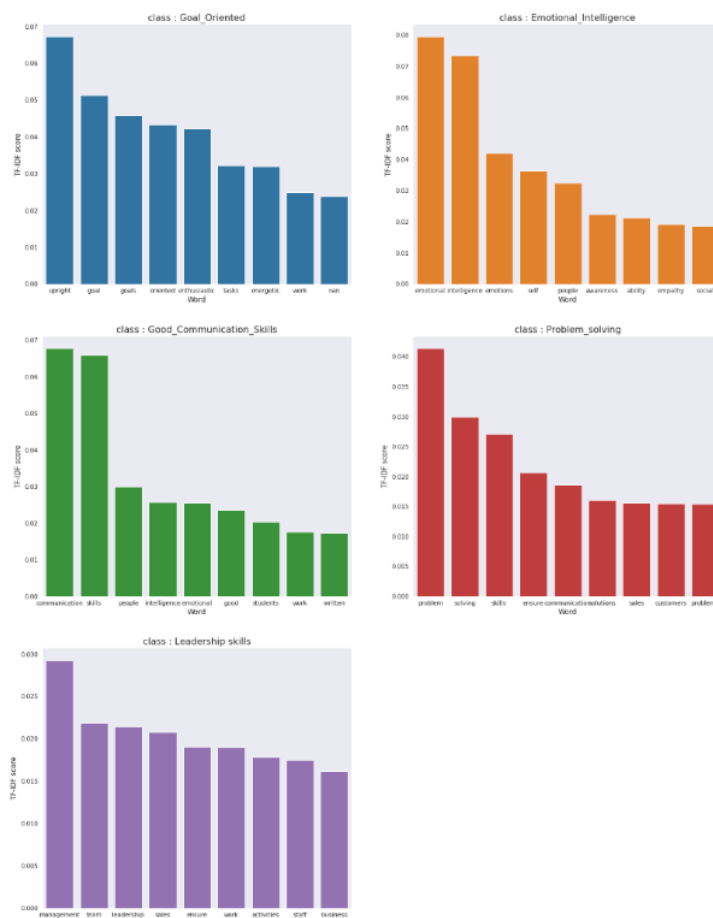 class : Goal_Oriented
0.07
0.06
0.05
0.04
0.03
0.02
0.01
0.00
TF-IDF score
upright goal goals oriented enthusiastic tasks energetic work nan
Word
class : Emotional_Intelligence
0.08
0.07
0.06
0.05
0.04
0.03
0.02
0.01
0.00
TF-IDF score
emotional intelligence emotions self people awareness ability empathy social
Word
class : Good_Communication_Skills
0.07
0.06
0.05
0.04
0.03
0.02
0.01
0.00
TF-IDF score
communication skills people intelligence emotional good students work written
Word
class : Problem_solving
0.040
0.035
0.030
0.025
0.020
0.015
0.010
0.005
0.000
TF-IDF score
problem solving skills ensure communication solutions sales customers problem
Word
class : Leadership skills
0.030
0.025
0.020
0.015
0.010
0.005
0.000
TF-IDF score
management team leadership sales ensure work activities staff business